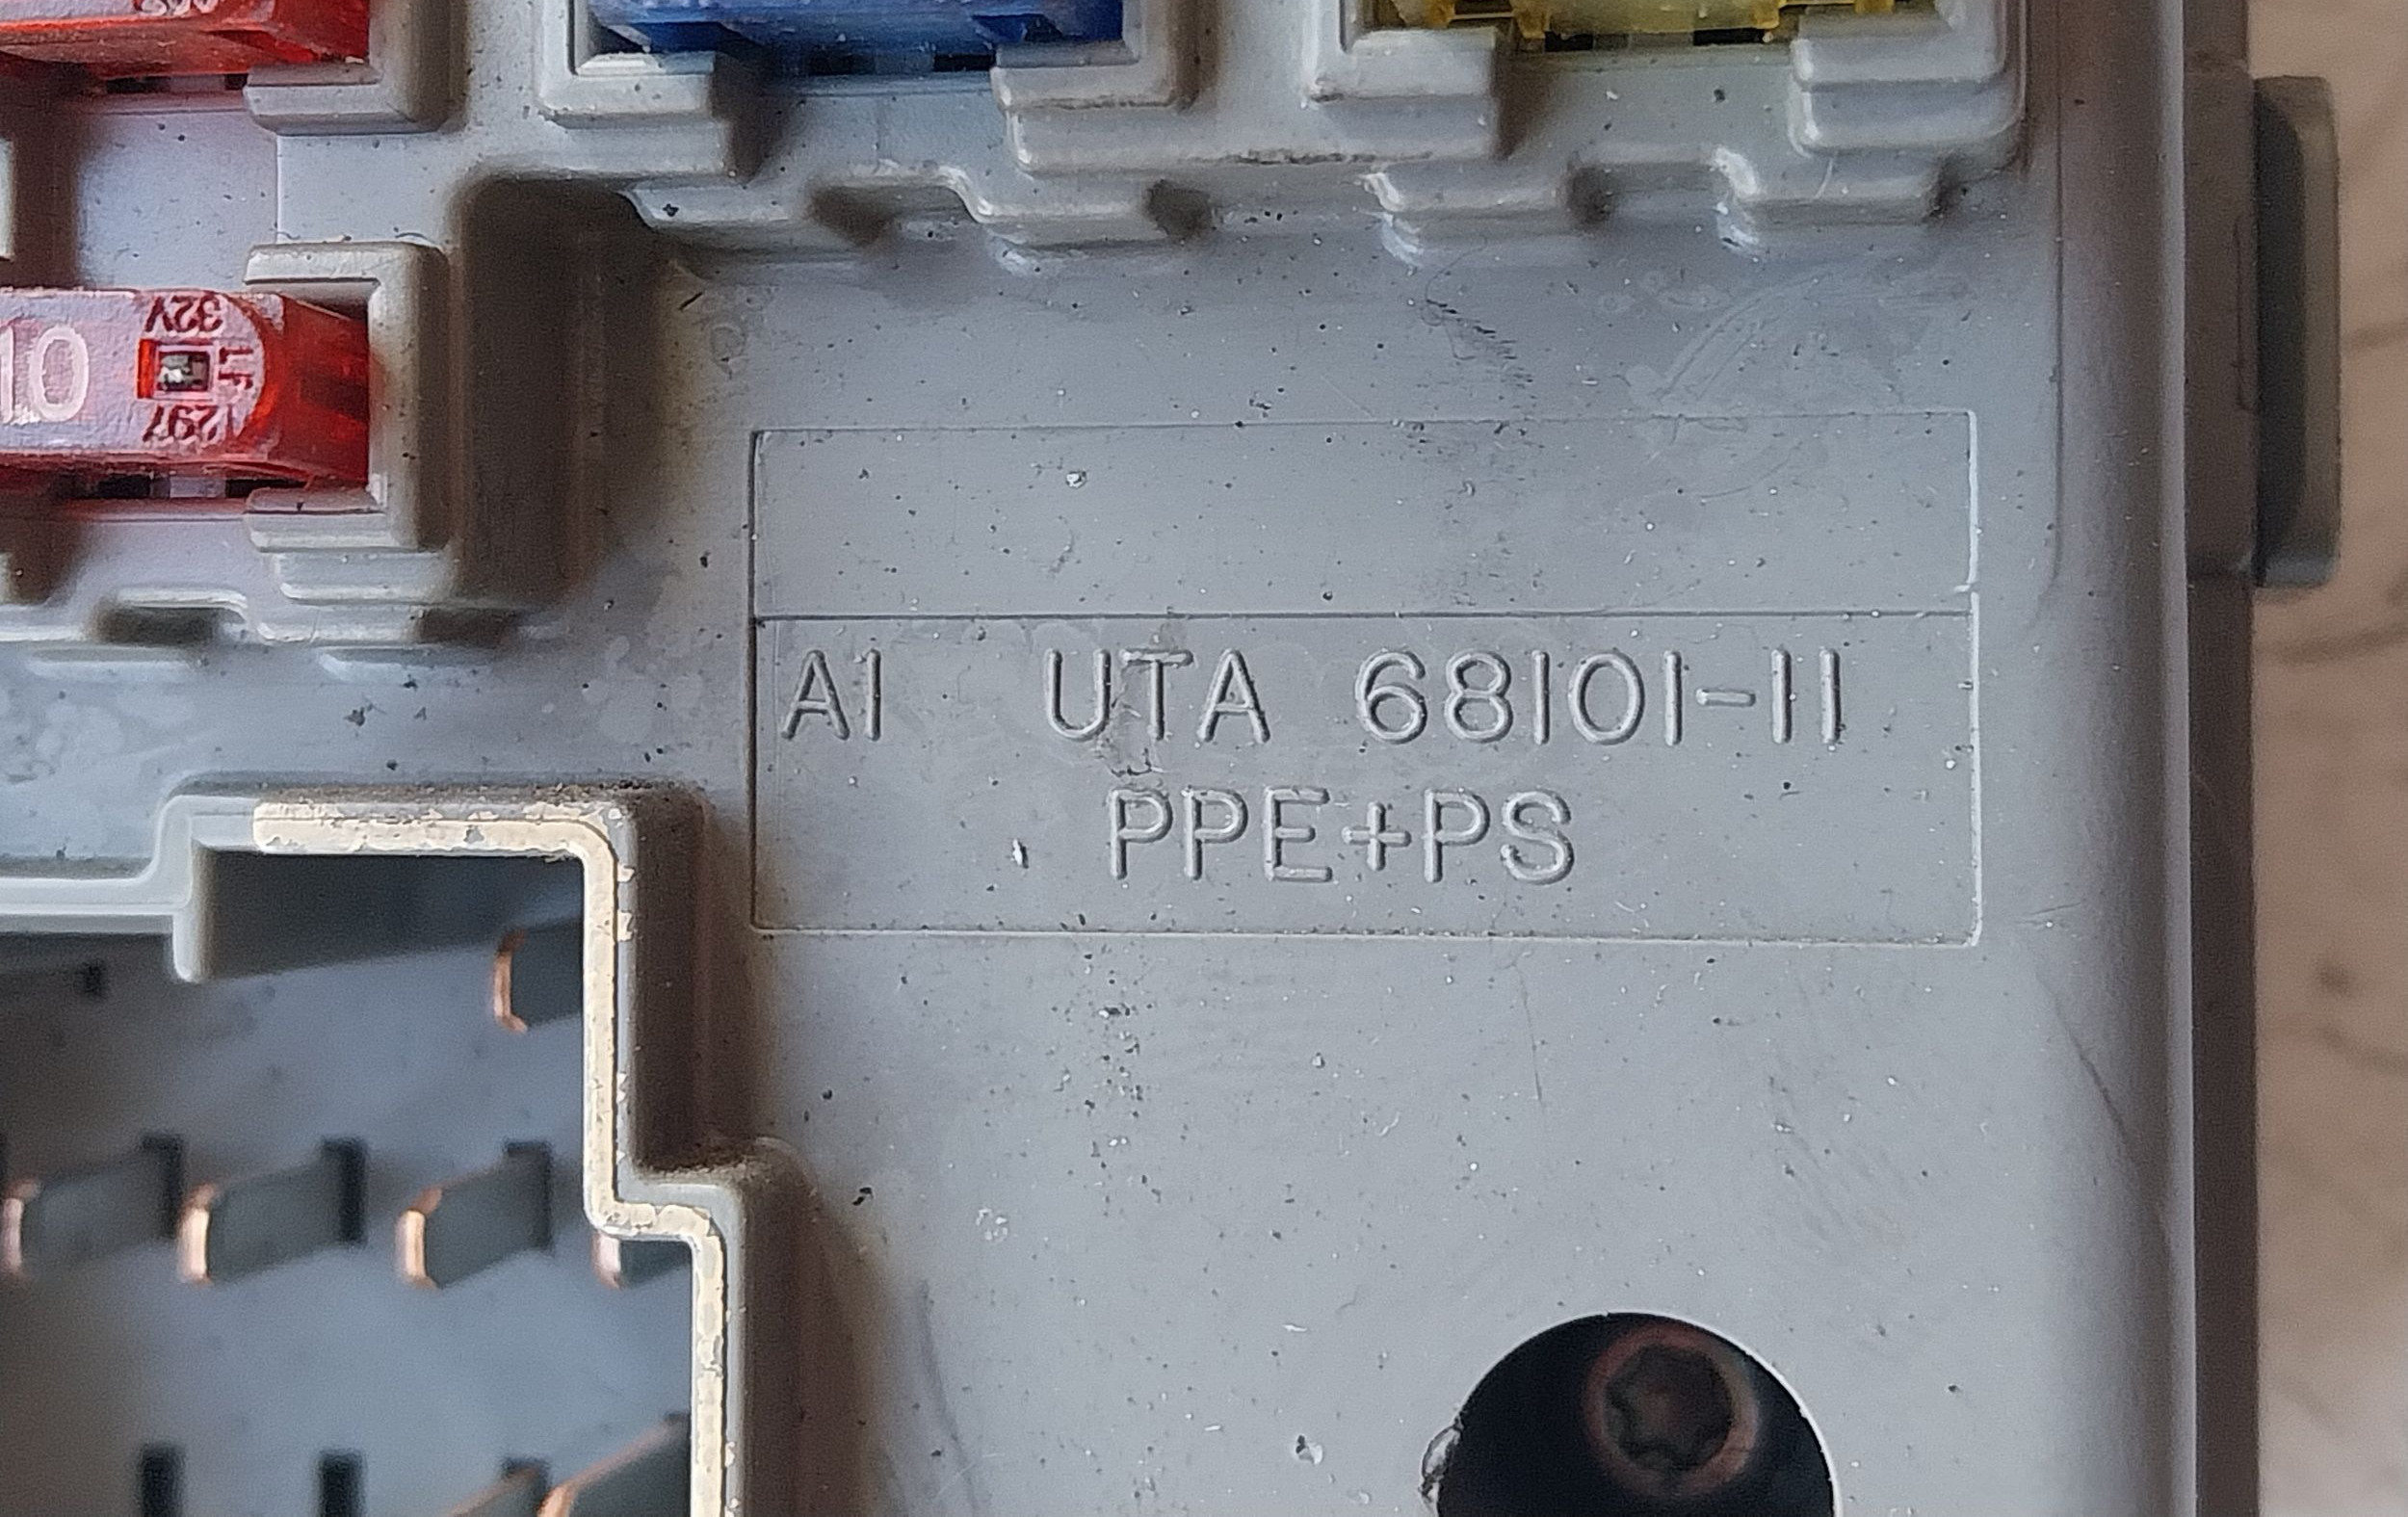 10
32V
LF
297
A1 UTA 68101-11
PPE+PS